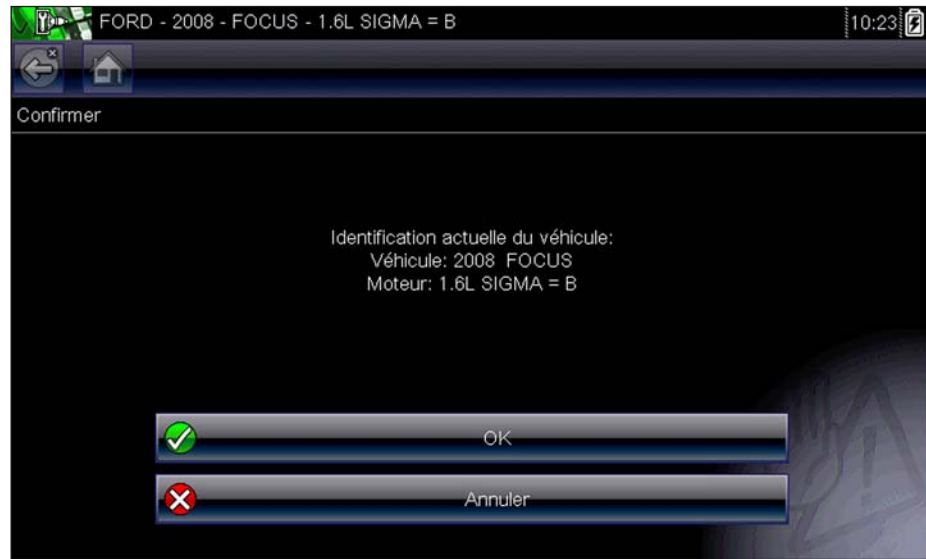 FORD - 2008 - FOCUS - 1.6L SIGMA = B 10:23
Confirmer
Identification actuelle du véhicule:
Véhicule: 2008 FOCUS
Moteur: 1.6L SIGMA = B
OK
Annuler